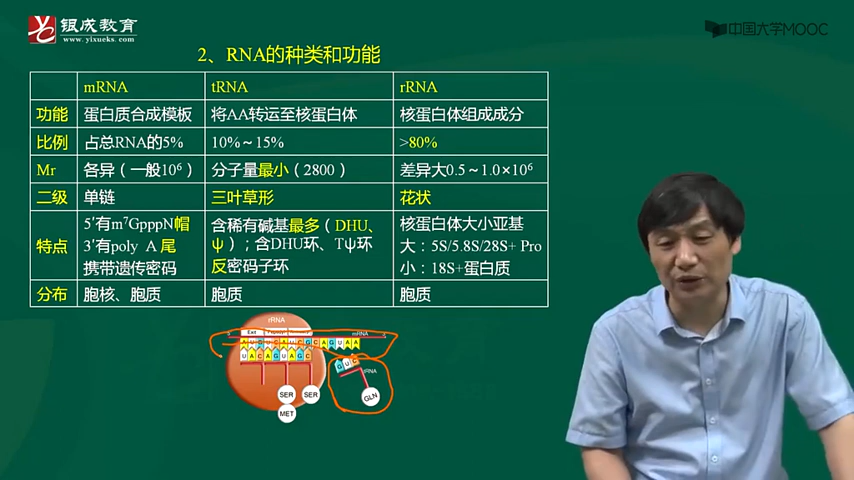 银成教育
www.yixueks.com
中国大学MOOC
2、RNA的种类和功能
mRNA tRNA rRNA
功能 蛋白质合成模板 将AA转运至核蛋白体 核蛋白体组成成分
比例 占总RNA的5% 10%~15% >80%
Mr 各异（一般10⁶） 分子量最小（2800） 差异大0.5~1.0×10⁶
二级 单链 三叶草形 花状
特点
5′有m⁷GpppN帽
3′有poly A 尾
携带遗传密码
含稀有碱基最多（DHU、
ψ）；含DHU环、Tψ环
反密码子环
核蛋白体大小亚基
大：5S/5.8S/28S+ Pro
小：18S+蛋白质
分布 胞核、胞质 胞质 胞质
rRNA
Exit
mRNA
UACAGUAGC
GUC
tRNA
SER SER GLN
MET